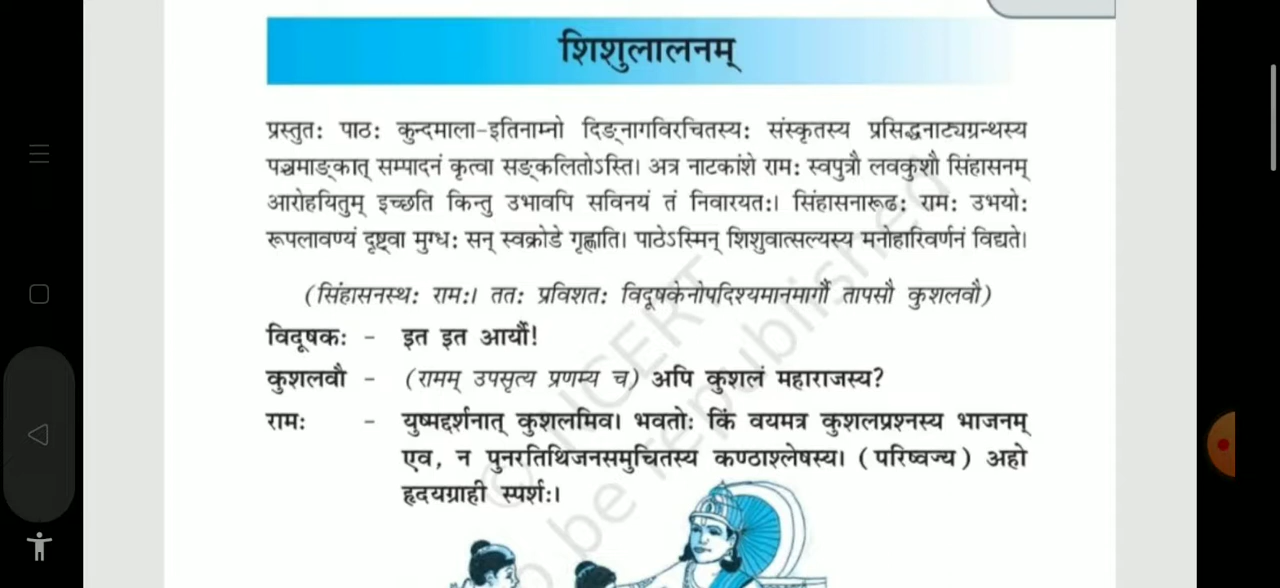 शिशुलालनम्
प्रस्तुतः पाठः कुन्दमाला-इतिनाम्नो दिङ्नागविरचितस्यः संस्कृतस्य प्रसिद्धनाट्यग्रन्थस्य
पञ्चमाङ्कात् सम्पादनं कृत्वा सङ्कलितोऽस्ति। अत्र नाटकांशे रामः स्वपुत्रौ लवकुशौ सिंहासनम्
आरोहयितुम् इच्छति किन्तु उभावपि सविनयं तं निवारयतः। सिंहासनारूढः रामः उभयोः
रूपलावण्यं दृष्ट्वा मुग्धः सन् स्वक्रोडे गृह्णाति। पाठेऽस्मिन् शिशुवात्सल्यस्य मनोहारिवर्णनं विद्यते।
(सिंहासनस्थः रामः। ततः प्रविशतः विदूषकेनोपदिश्यमानमार्गौ तापसौ कुशलवौ)
विदूषकः - इत इत आर्यौ!
कुशलवौ - (रामम् उपसृत्य प्रणम्य च) अपि कुशलं महाराजस्य?
रामः - युष्मद्दर्शनात् कुशलमिव। भवतोः किं वयमत्र कुशलप्रश्नस्य भाजनम्
एव, न पुनरतिथिजनसमुचितस्य कण्ठाश्लेषस्य। (परिष्वज्य) अहो
हृदयग्राही स्पर्शः।
© NCERT
o be republished